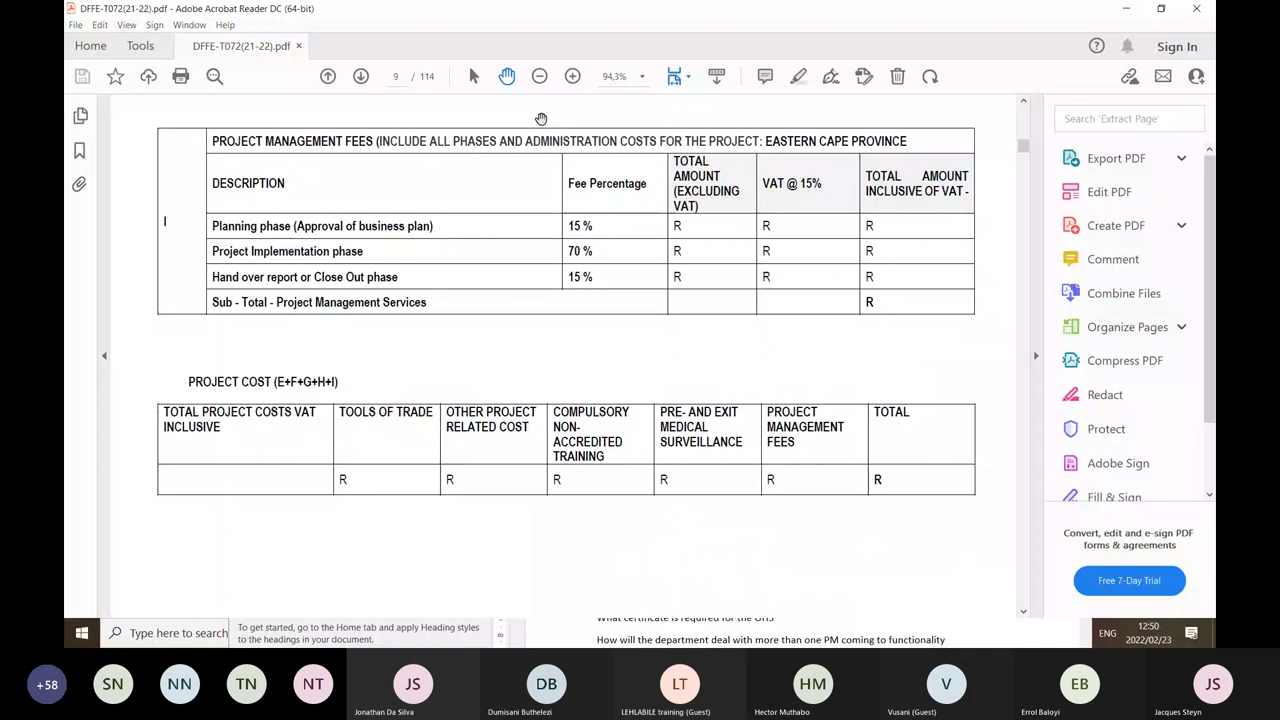 DFFE-T072(21-22).pdf - Adobe Acrobat Reader DC (64-bit)
File Edit View Sign Window Help
Home Tools DFFE-T072(21-22).pdf × Sign In
9 / 114 94,3%
PROJECT MANAGEMENT FEES (INCLUDE ALL PHASES AND ADMINISTRATION COSTS FOR THE PROJECT: EASTERN CAPE PROVINCE
DESCRIPTION
Fee Percentage
TOTAL
AMOUNT
(EXCLUDING
VAT)
VAT @ 15%
TOTAL AMOUNT
INCLUSIVE OF VAT -
I
Planning phase (Approval of business plan) 15 % R R R
Project Implementation phase 70 % R R R
Hand over report or Close Out phase 15 % R R R
Sub - Total - Project Management Services R
PROJECT COST (E+F+G+H+I)
TOTAL PROJECT COSTS VAT
INCLUSIVE
TOOLS OF TRADE
OTHER PROJECT
RELATED COST
COMPULSORY
NON-
ACCREDITED
TRAINING
PRE- AND EXIT
MEDICAL
SURVEILLANCE
PROJECT
MANAGEMENT
FEES
TOTAL
R R R R R R
Search 'Extract Page'
Export PDF
Edit PDF
Create PDF
Comment
Combine Files
Organize Pages
Compress PDF
Redact
Protect
Adobe Sign
Fill & Sign
Convert, edit and e-sign PDF
forms & agreements
Free 7-Day Trial
Type here to search
To get started, go to the Home tab and apply Heading styles
to the headings in your document.
8
What certificate is required for the OHS
How will the department deal with more than one PM coming to functionality
ENG
12:50
2022/02/23
+58 SN NN TN NT JS DB LT HM V EB JS
Jonathan Da Silva Dumisani Buthelezi LEHLABILE training (Guest) Hector Muthabo Vusani (Guest) Errol Baloyi Jacques Steyn